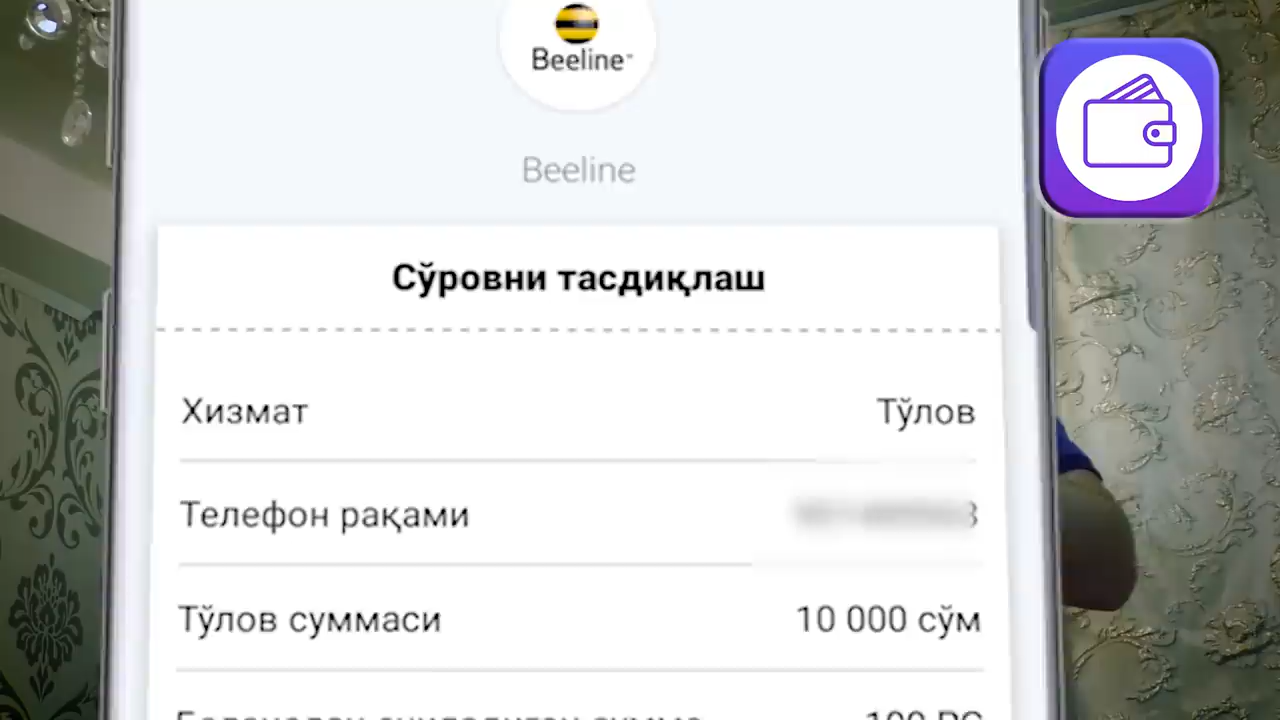 Beeline
Beeline
Сўровни тасдиқлаш
Хизмат Тўлов
Телефон рақами
Тўлов суммаси 10 000 сўм